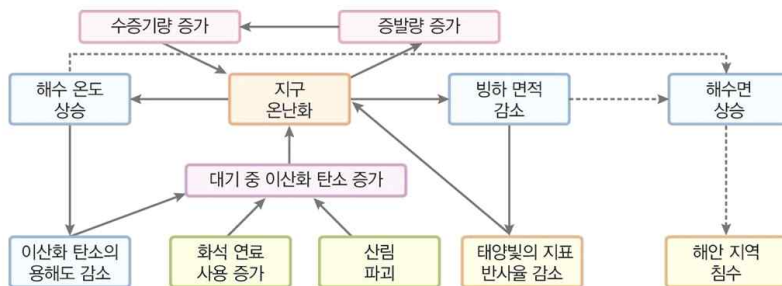 수증기량 증가
증발량 증가
해수 온도
상승
지구
온난화
빙하 면적
감소
해수면
상승
대기 중 이산화 탄소 증가
이산화 탄소의
용해도 감소
화석 연료
사용 증가
산림
파괴
태양빛의 지표
반사율 감소
해안 지역
침수